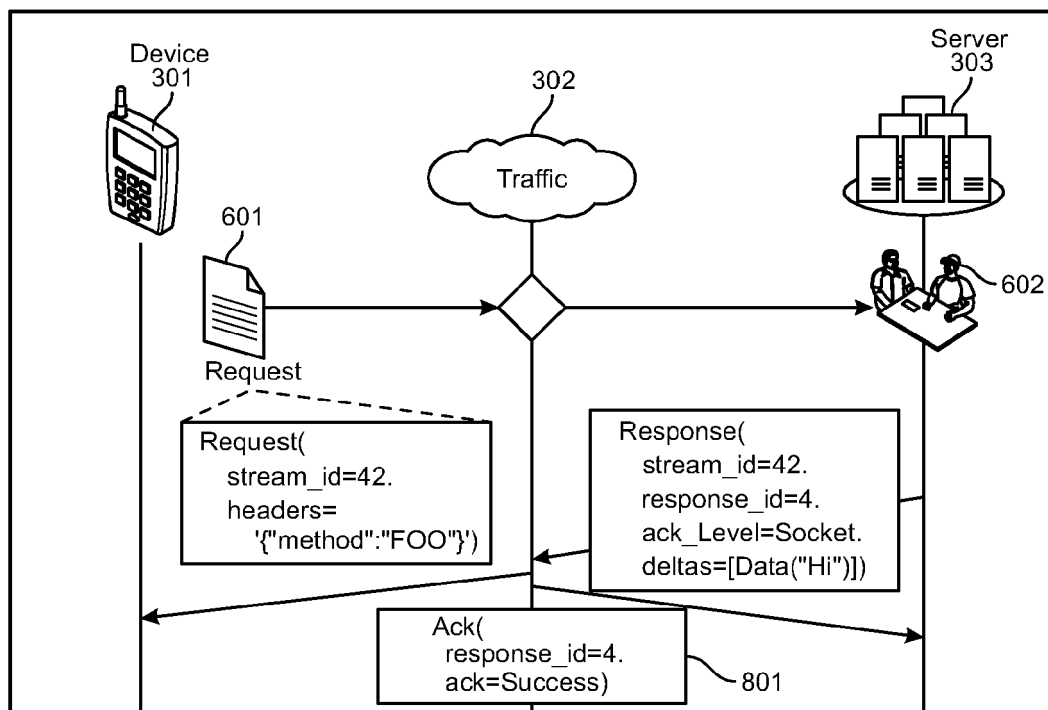 Device
301
302
Server
303
Traffic
601
602
Request
Request(
stream_id=42.
headers=
'{"method":"FOO"}')
Response(
stream_id=42.
response_id=4.
ack_Level=Socket.
deltas=[Data("Hi")])
Ack(
response_id=4.
ack=Success)
801